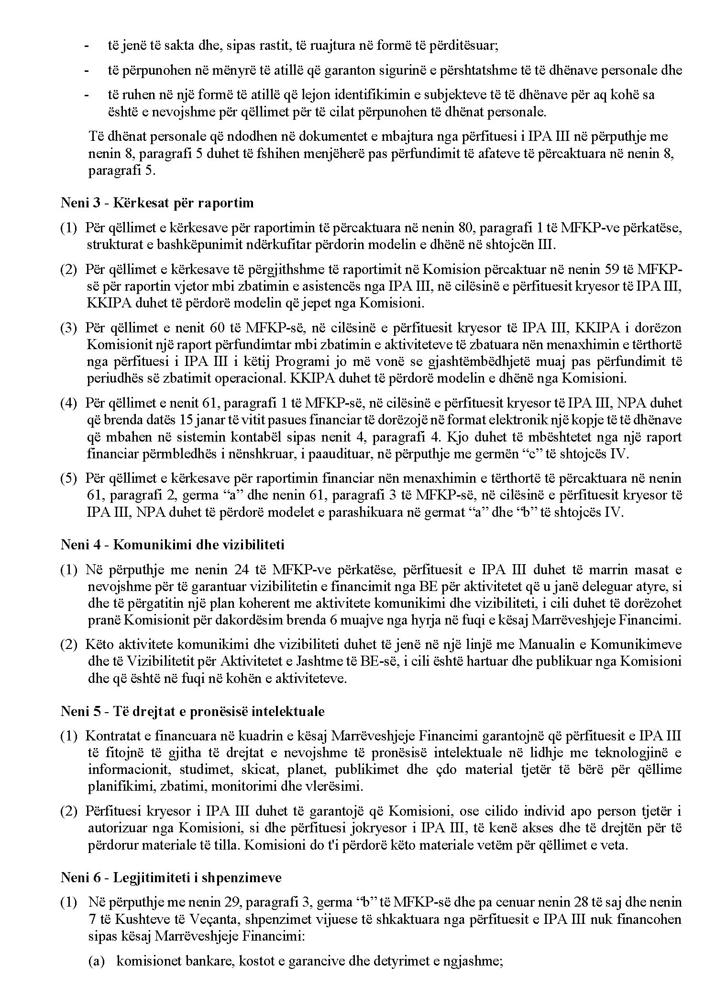 - të jenë të sakta dhe, sipas rastit, të ruajtura në formë të përditësuar;
- të përpunohen në mënyrë të atillë që garanton sigurinë e përshtatshme të të dhënave personale dhe
- të ruhen në një formë të atillë që lejon identifikimin e subjekteve të të dhënave për aq kohë sa
është e nevojshme për qëllimet për të cilat përpunohen të dhënat personale.
Të dhënat personale që ndodhen në dokumentet e mbajtura nga përfituesi i IPA III në përputhje me
nenin 8, paragrafi 5 duhet të fshihen menjëherë pas përfundimit të afateve të përcaktuara në nenin 8,
paragrafi 5.
Neni 3 - Kërkesat për raportim
(1) Për qëllimet e kërkesave për raportimin të përcaktuara në nenin 80, paragrafi 1 të MFKP-ve përkatëse,
strukturat e bashkëpunimit ndërkufitar përdorin modelin e dhënë në shtojcën III.
(2) Për qëllimet e kërkesave të përgjithshme të raportimit në Komision përcaktuar në nenin 59 të MFKP-
së për raportin vjetor mbi zbatimin e asistencës nga IPA III, në cilësinë e përfituesit kryesor të IPA III,
KKIPA duhet të përdorë modelin që jepet nga Komisioni.
(3) Për qëllimet e nenit 60 të MFKP-së, në cilësinë e përfituesit kryesor të IPA III, KKIPA i dorëzon
Komisionit një raport përfundimtar mbi zbatimin e aktiviteteve të zbatuara nën menaxhimin e tërthortë
nga përfituesi i IPA III i këtij Programi jo më vonë se gjashtëmbëdhjetë muaj pas përfundimit të
periudhës së zbatimit operacional. KKIPA duhet të përdorë modelin e dhënë nga Komisioni.
(4) Për qëllimet e nenit 61, paragrafi 1 të MFKP-së, në cilësinë e përfituesit kryesor të IPA III, NPA duhet
që brenda datës 15 janar të vitit pasues financiar të dorëzojë në format elektronik një kopje të të dhënave
që mbahen në sistemin kontabël sipas nenit 4, paragrafi 4. Kjo duhet të mbështetet nga një raport
financiar përmbledhës i nënshkruar, i paaudituar, në përputhje me germën “c” të shtojcës IV.
(5) Për qëllimet e kërkesave për raportimin financiar nën menaxhimin e tërthortë të përcaktuara në nenin
61, paragrafi 2, germa “a” dhe nenin 61, paragrafi 3 të MFKP-së, në cilësinë e përfituesit kryesor të
IPA III, NPA duhet të përdorë modelet e parashikuara në germat “a” dhe “b” të shtojcës IV.
Neni 4 - Komunikimi dhe vizibiliteti
(1) Në përputhje me nenin 24 të MFKP-ve përkatëse, përfituesit e IPA III duhet të marrin masat e
nevojshme për të garantuar vizibilitetin e financimit nga BE për aktivitetet që u janë deleguar atyre, si
dhe të përgatitin një plan koherent me aktivitete komunikimi dhe vizibiliteti, i cili duhet të dorëzohet
pranë Komisionit për dakordësim brenda 6 muajve nga hyrja në fuqi e kësaj Marrëveshjeje Financimi.
(2) Këto aktivitete komunikimi dhe vizibiliteti duhet të jenë në një linjë me Manualin e Komunikimeve
dhe të Vizibilitetit për Aktivitetet e Jashtme të BE-së, i cili është hartuar dhe publikuar nga Komisioni
dhe që është në fuqi në kohën e aktiviteteve.
Neni 5 - Të drejtat e pronësisë intelektuale
(1) Kontratat e financuara në kuadrin e kësaj Marrëveshjeje Financimi garantojnë që përfituesit e IPA III
të fitojnë të gjitha të drejtat e nevojshme të pronësisë intelektuale në lidhje me teknologjinë e
informacionit, studimet, skicat, planet, publikimet dhe çdo material tjetër të bërë për qëllime
planifikimi, zbatimi, monitorimi dhe vlerësimi.
(2) Përfituesi kryesor i IPA III duhet të garantojë që Komisioni, ose cilido individ apo person tjetër i
autorizuar nga Komisioni, si dhe përfituesi jokryesor i IPA III, të kenë akses dhe të drejtën për të
përdorur materiale të tilla. Komisioni do t'i përdorë këto materiale vetëm për qëllimet e veta.
Neni 6 - Legjitimiteti i shpenzimeve
(1) Në përputhje me nenin 29, paragrafi 3, germa “b” të MFKP-së dhe pa cenuar nenin 28 të saj dhe nenin
7 të Kushteve të Veçanta, shpenzimet vijuese të shkaktuara nga përfituesit e IPA III nuk financohen
sipas kësaj Marrëveshjeje Financimi:
(a) komisionet bankare, kostot e garancive dhe detyrimet e ngjashme;